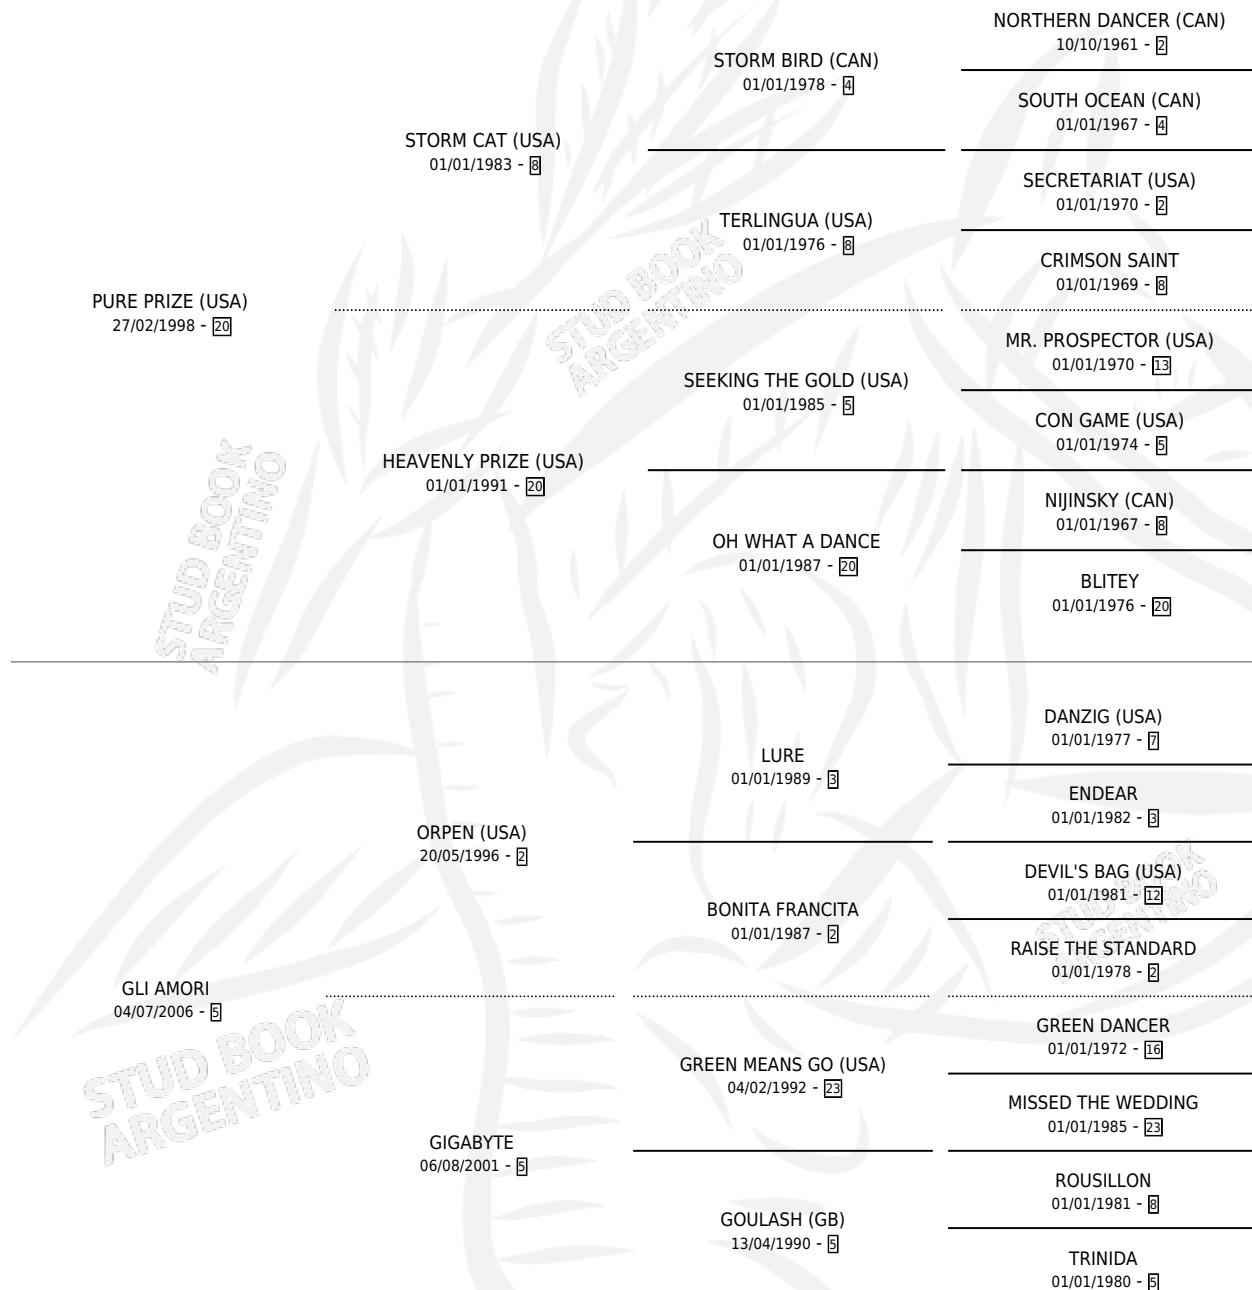 NORTHERN DANCER (CAN)
10/10/1961 - 2
STORM BIRD (CAN)
01/01/1978 - 4
SOUTH OCEAN (CAN)
01/01/1967 - 4
STORM CAT (USA)
01/01/1983 - 8
SECRETARIAT (USA)
01/01/1970 - 2
TERLINGUA (USA)
01/01/1976 - 8
CRIMSON SAINT
01/01/1969 - 8
PURE PRIZE (USA)
27/02/1998 - 20
MR. PROSPECTOR (USA)
01/01/1970 - 13
SEEKING THE GOLD (USA)
01/01/1985 - 5
CON GAME (USA)
01/01/1974 - 5
HEAVENLY PRIZE (USA)
01/01/1991 - 20
NIJINSKY (CAN)
01/01/1967 - 8
OH WHAT A DANCE
01/01/1987 - 20
BLITEY
01/01/1976 - 20
DANZIG (USA)
01/01/1977 - 7
LURE
01/01/1989 - 3
ENDEAR
01/01/1982 - 3
ORPEN (USA)
20/05/1996 - 2
DEVIL'S BAG (USA)
01/01/1981 - 12
BONITA FRANCITA
01/01/1987 - 2
RAISE THE STANDARD
01/01/1978 - 2
GLI AMORI
04/07/2006 - 5
GREEN DANCER
01/01/1972 - 16
GREEN MEANS GO (USA)
04/02/1992 - 23
MISSED THE WEDDING
01/01/1985 - 23
GIGABYTE
06/08/2001 - 5
ROUSILLON
01/01/1981 - 8
GOULASH (GB)
13/04/1990 - 5
TRINIDA
01/01/1980 - 5
STUD BOOK
ARGENTINO
STUD BOOK
ARGENTINO
STUD BOOK
ARGENTINO
STUD BOOK
ARGENTINO